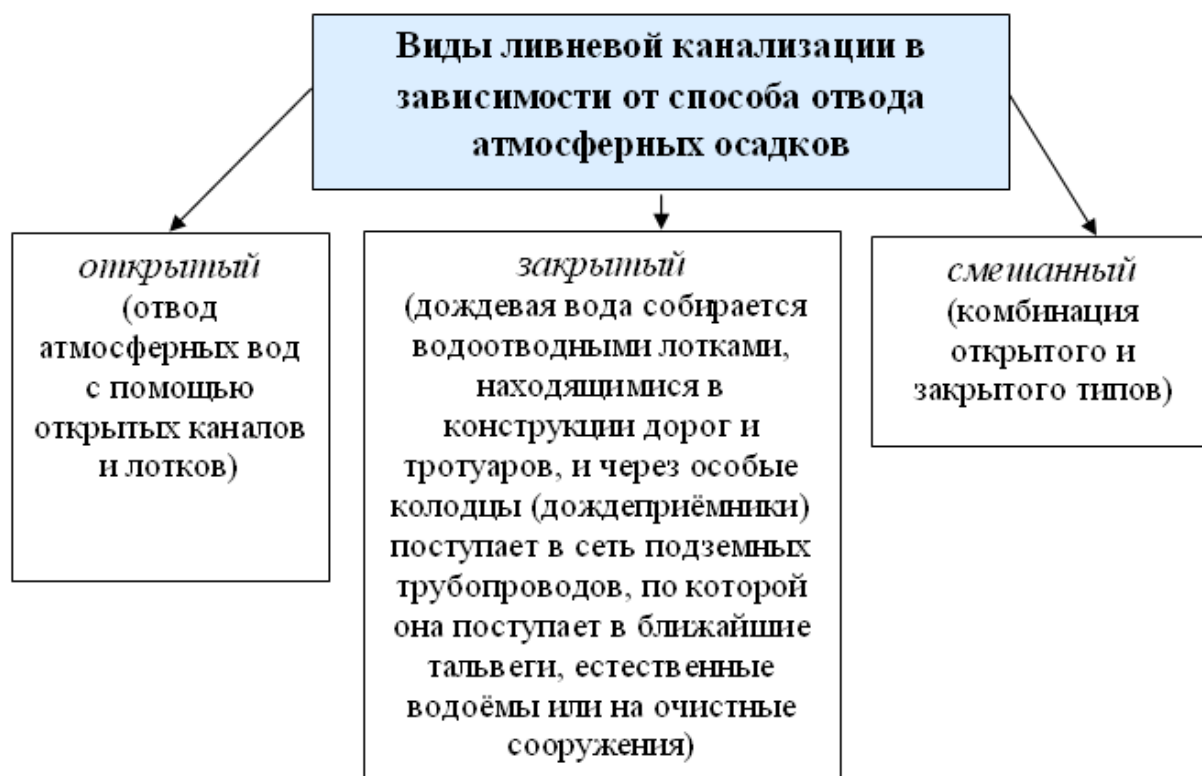 Виды ливневой канализации в
зависимости от способа отвода
атмосферных осадков
открытый
(отвод
атмосферных вод
с помощью
открытых каналов
и лотков)
закрытый
(дождевая вода собирается
водоотводными лотками,
находящимися в
конструкции дорог и
тротуаров, и через особые
колодцы (дождеприёмники)
поступает в сеть подземных
трубопроводов, по которой
она поступает в ближайшие
тальвеги, естественные
водоёмы или на очистные
сооружения)
смешанный
(комбинация
открытого и
закрытого типов)